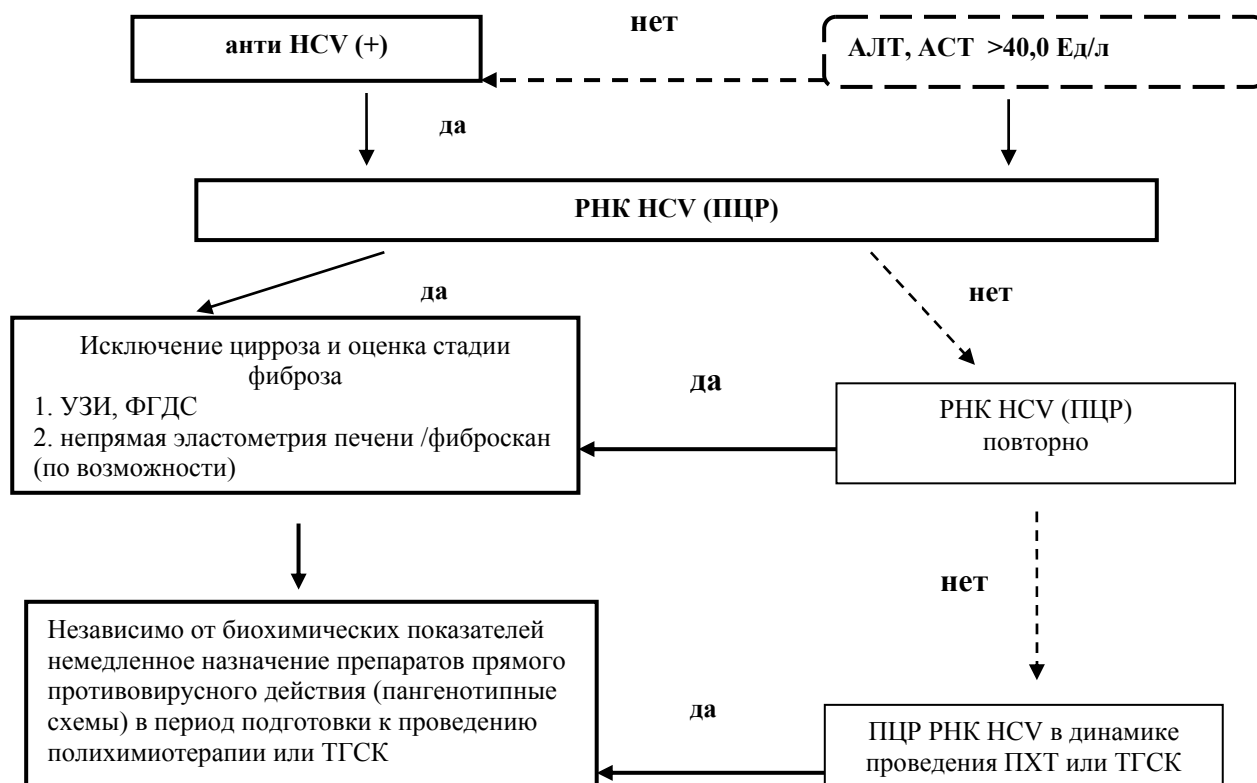 нет
анти HCV (+)
АЛТ, АСТ >40,0 Ед/л
да
РНК HCV (ПЦР)
да
нет
Исключение цирроза и оценка стадии
фиброза
1. УЗИ, ФГДС
2. непрямая эластометрия печени /фиброскан
(по возможности)
да
РНК HCV (ПЦР)
повторно
нет
Независимо от биохимических показателей
немедленное назначение препаратов прямого
противовирусного действия (пангенотипные
схемы) в период подготовки к проведению
полихимиотерапии или ТГСК
да
ПЦР РНК HCV в динамике
проведения ПХТ или ТГСК